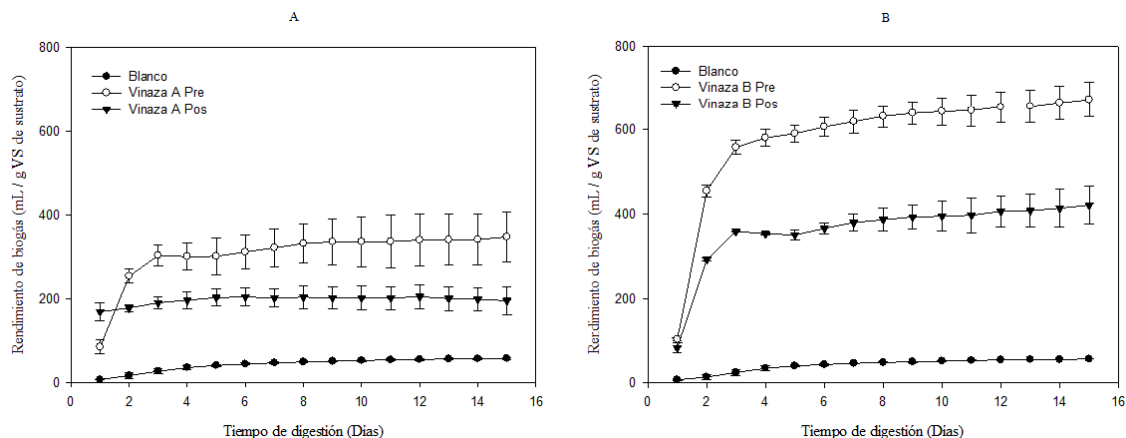 A
Rendimiento de biogás (mL / g VS de sustrato)
800
600
400
200
0
Blanco
Vinaza A Pre
Vinaza A Pos
0 2 4 6 8 10 12 14 16
Tiempo de digestión (Días)
B
Rendimiento de biogás (mL / g VS de sustrato)
800
600
400
200
0
Blanco
Vinaza B Pre
Vinaza B Pos
0 2 4 6 8 10 12 14 16
Tiempo de digestión (Días)